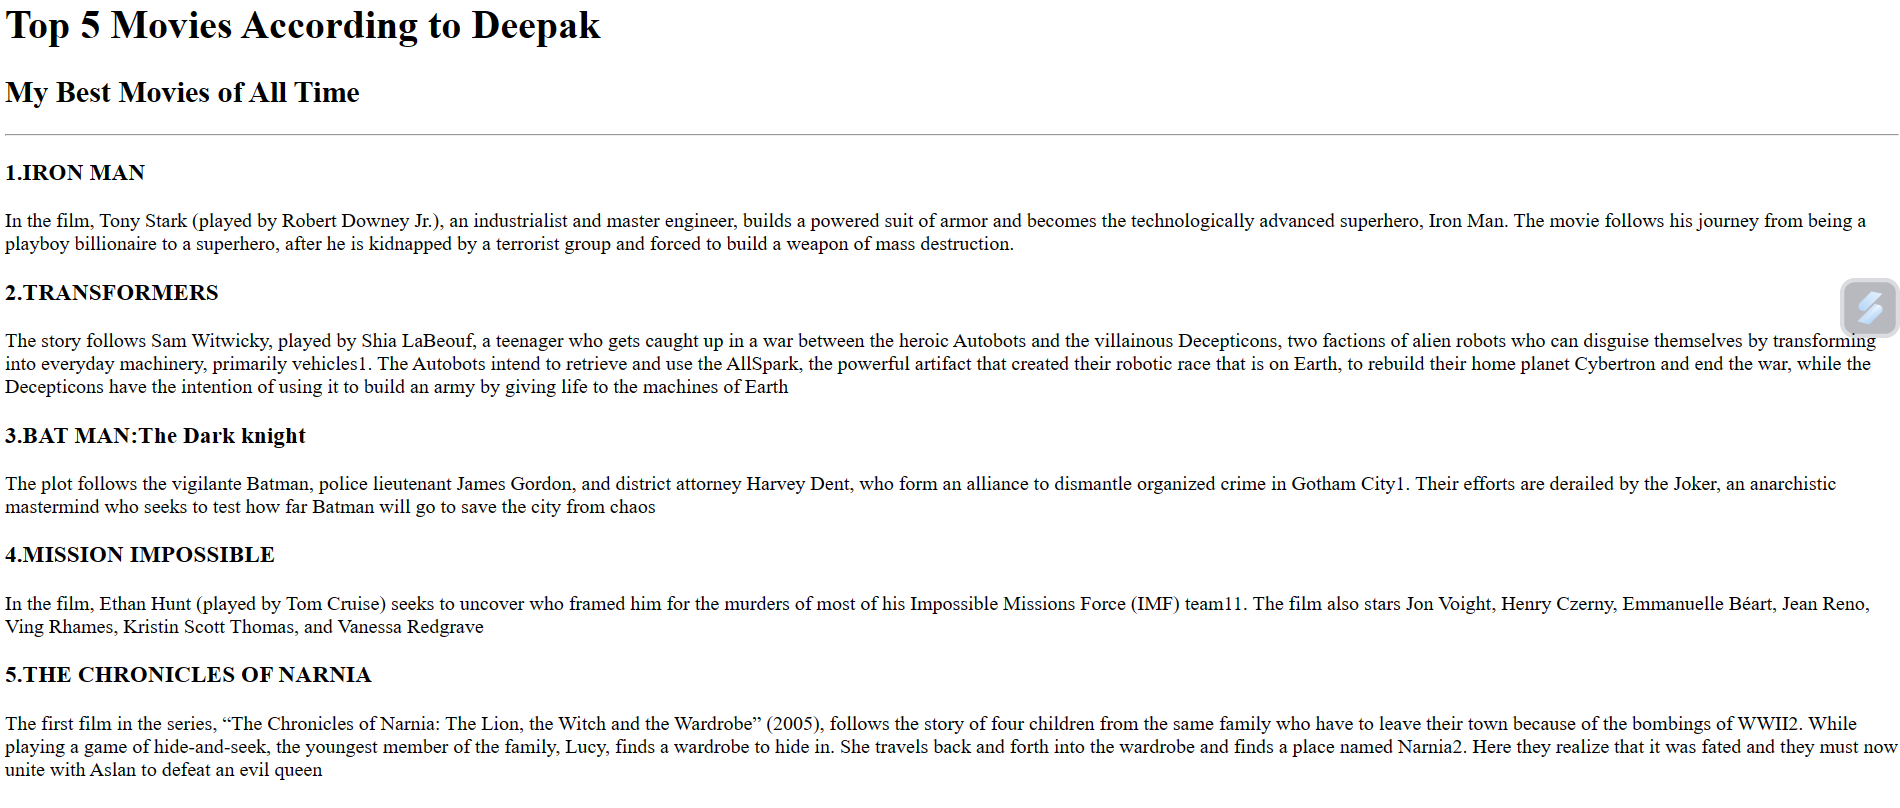 Top 5 Movies According to Deepak
My Best Movies of All Time
1.IRON MAN
In the film, Tony Stark (played by Robert Downey Jr.), an industrialist and master engineer, builds a powered suit of armor and becomes the technologically advanced superhero, Iron Man. The movie follows his journey from being a
playboy billionaire to a superhero, after he is kidnapped by a terrorist group and forced to build a weapon of mass destruction.
2.TRANSFORMERS
The story follows Sam Witwicky, played by Shia LaBeouf, a teenager who gets caught up in a war between the heroic Autobots and the villainous Decepticons, two factions of alien robots who can disguise themselves by transforming
into everyday machinery, primarily vehicles1. The Autobots intend to retrieve and use the AllSpark, the powerful artifact that created their robotic race that is on Earth, to rebuild their home planet Cybertron and end the war, while the
Decepticons have the intention of using it to build an army by giving life to the machines of Earth
3.BAT MAN:The Dark knight
The plot follows the vigilante Batman, police lieutenant James Gordon, and district attorney Harvey Dent, who form an alliance to dismantle organized crime in Gotham City1. Their efforts are derailed by the Joker, an anarchistic
mastermind who seeks to test how far Batman will go to save the city from chaos
4.MISSION IMPOSSIBLE
In the film, Ethan Hunt (played by Tom Cruise) seeks to uncover who framed him for the murders of most of his Impossible Missions Force (IMF) team11. The film also stars Jon Voight, Henry Czerny, Emmanuelle Béart, Jean Reno,
Ving Rhames, Kristin Scott Thomas, and Vanessa Redgrave
5.THE CHRONICLES OF NARNIA
The first film in the series, “The Chronicles of Narnia: The Lion, the Witch and the Wardrobe” (2005), follows the story of four children from the same family who have to leave their town because of the bombings of WWII2. While
playing a game of hide-and-seek, the youngest member of the family, Lucy, finds a wardrobe to hide in. She travels back and forth into the wardrobe and finds a place named Narnia2. Here they realize that it was fated and they must now
unite with Aslan to defeat an evil queen